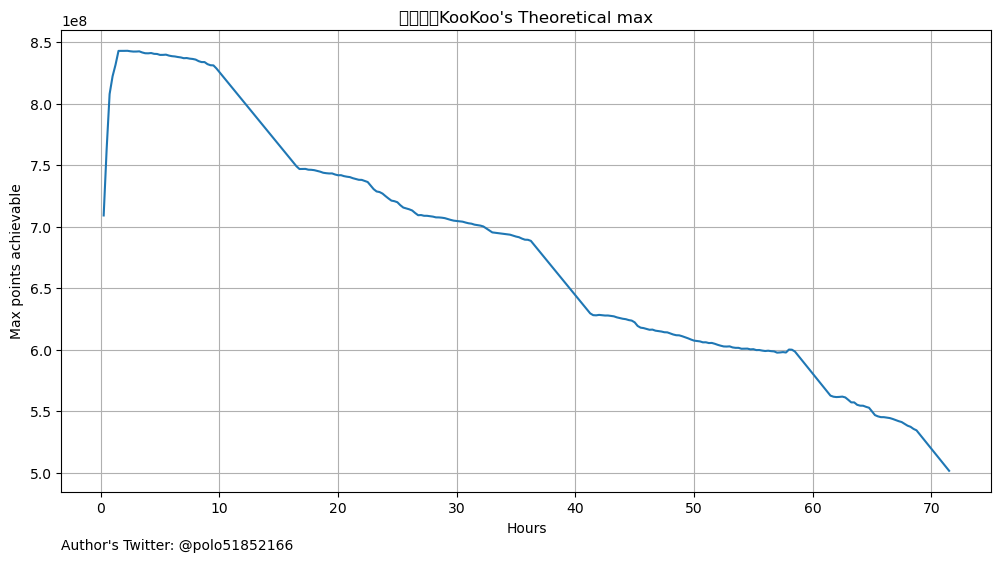 KooKoo's Theoretical max
1e8
8.5
8.0
7.5
7.0
6.5
6.0
5.5
5.0
Max points achievable
0 10 20 30 40 50 60 70
Hours
Author's Twitter: @polo51852166